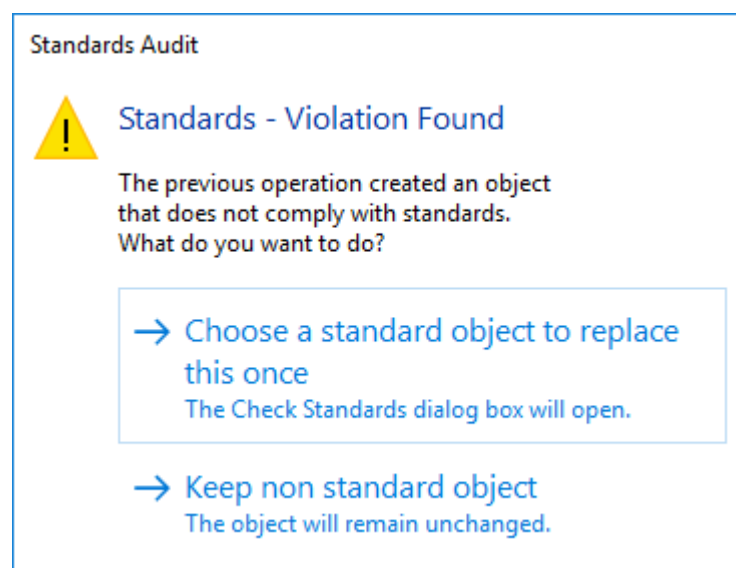 Standards Audit
!
Standards - Violation Found
The previous operation created an object
that does not comply with standards.
What do you want to do?
→ Choose a standard object to replace
this once
The Check Standards dialog box will open.
→ Keep non standard object
The object will remain unchanged.